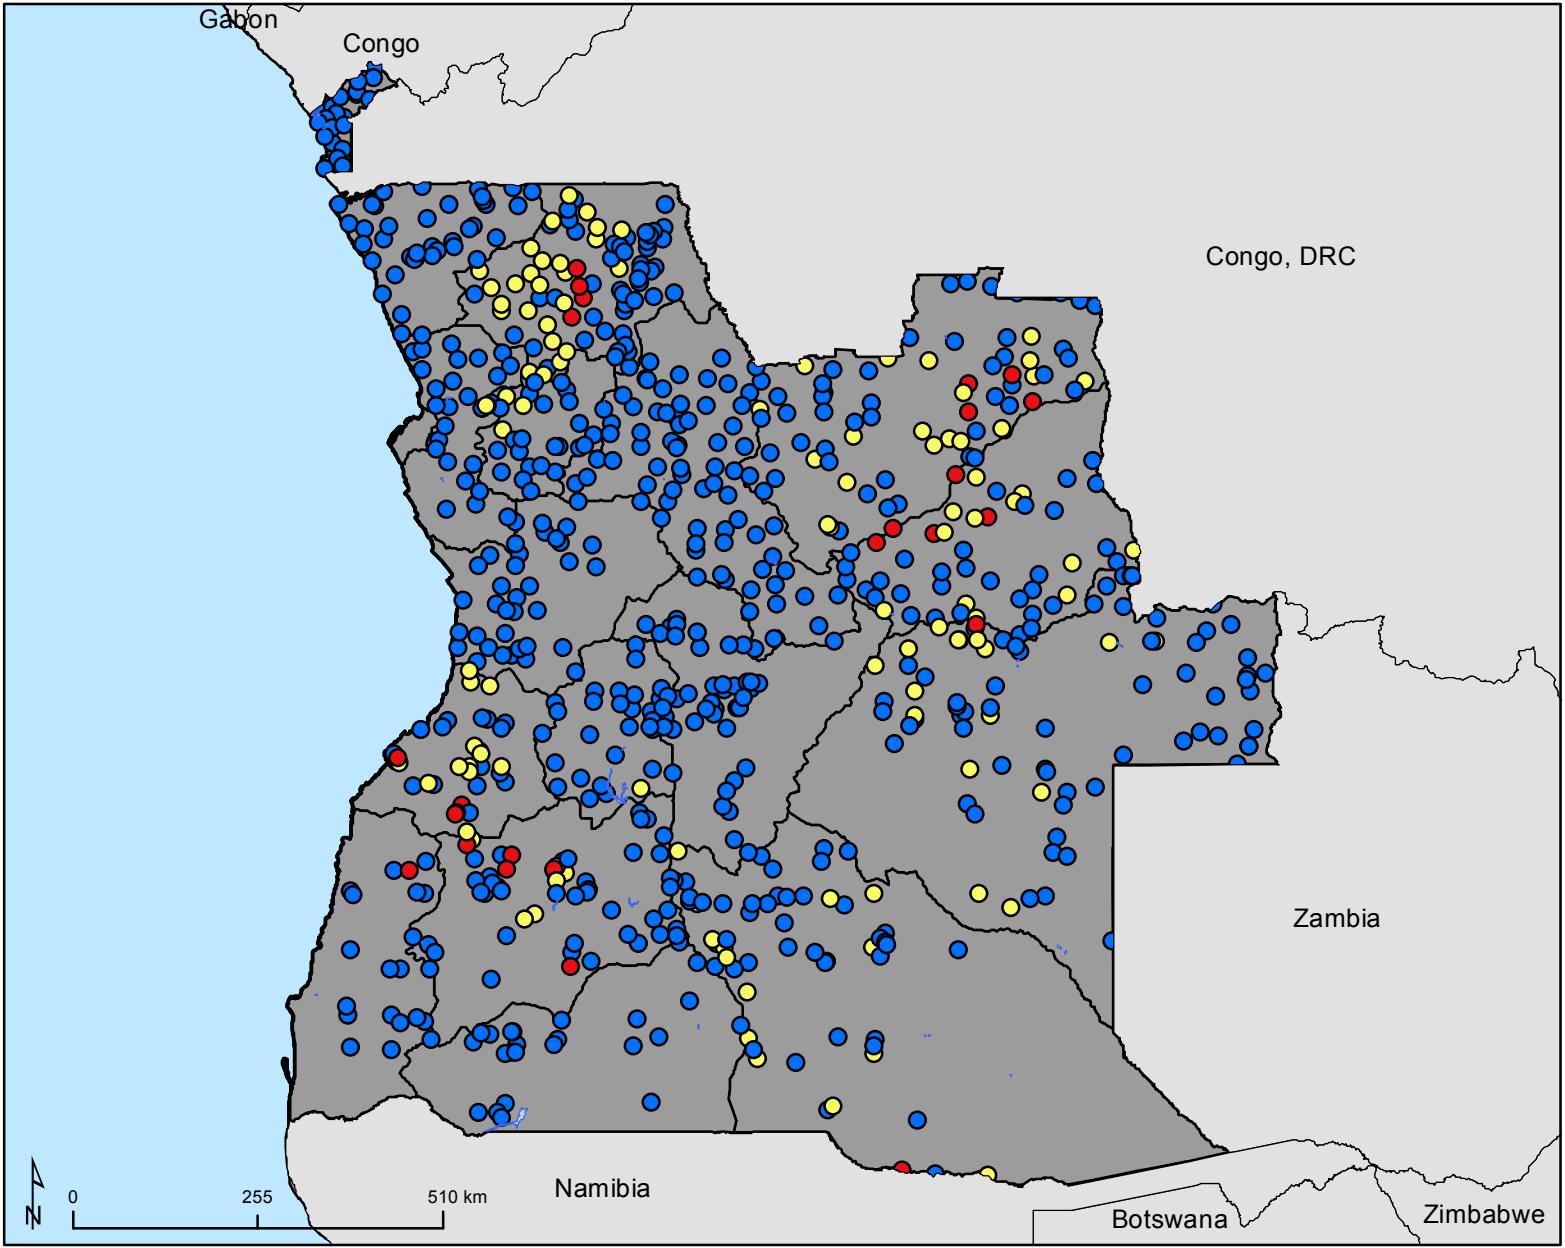 Gabon
Congo
Congo, DRC
Zambia
Namibia
Botswana
Zimbabwe
0 255 510 km
N